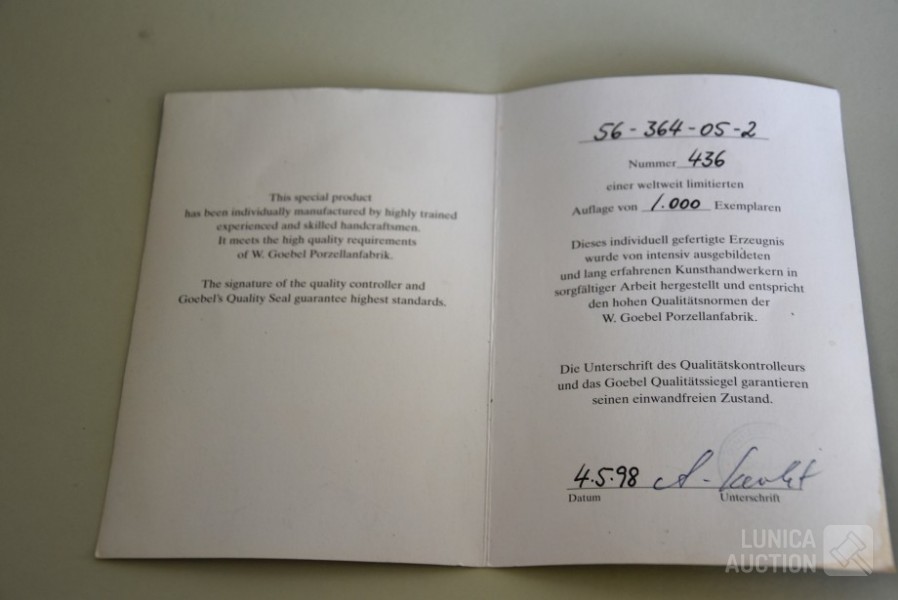 This special product
has been individually manufactured by highly trained
experienced and skilled handcraftsmen.
It meets the high quality requirements
of W. Goebel Porzellanfabrik.
The signature of the quality controller and
Goebel's Quality Seal guarantee highest standards.
56-364-05-2
Nummer 436
einer weltweit limitierten
Auflage von 1.000 Exemplaren
Dieses individuell gefertigte Erzeugnis
wurde von intensiv ausgebildeten
und lang erfahrenen Kunsthandwerkern in
sorgfältiger Arbeit hergestellt und entspricht
den hohen Qualitätsnormen der
W. Goebel Porzellanfabrik.
Die Unterschrift des Qualitätskontrolleurs
und das Goebel Qualitätssiegel garantieren
seinen einwandfreien Zustand.
4.5.98
Datum Unterschrift
LUNICA
AUCTION